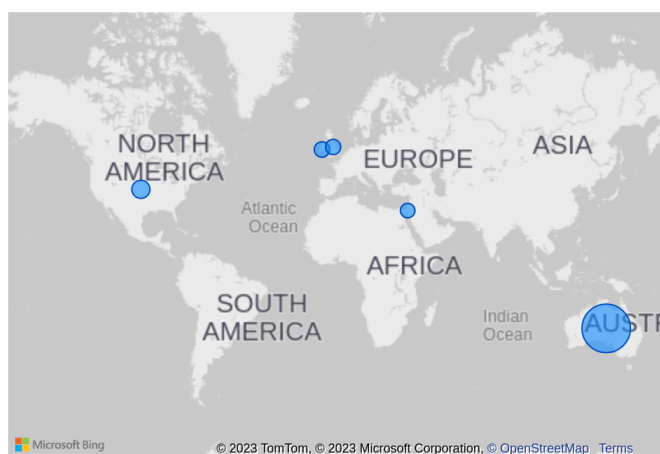 NORTH
AMERICA
EUROPE
ASIA
Atlantic
Ocean
AFRICA
SOUTH
AMERICA
Indian
Ocean
AUSTR
Microsoft Bing
© 2023 TomTom, © 2023 Microsoft Corporation, © OpenStreetMap Terms